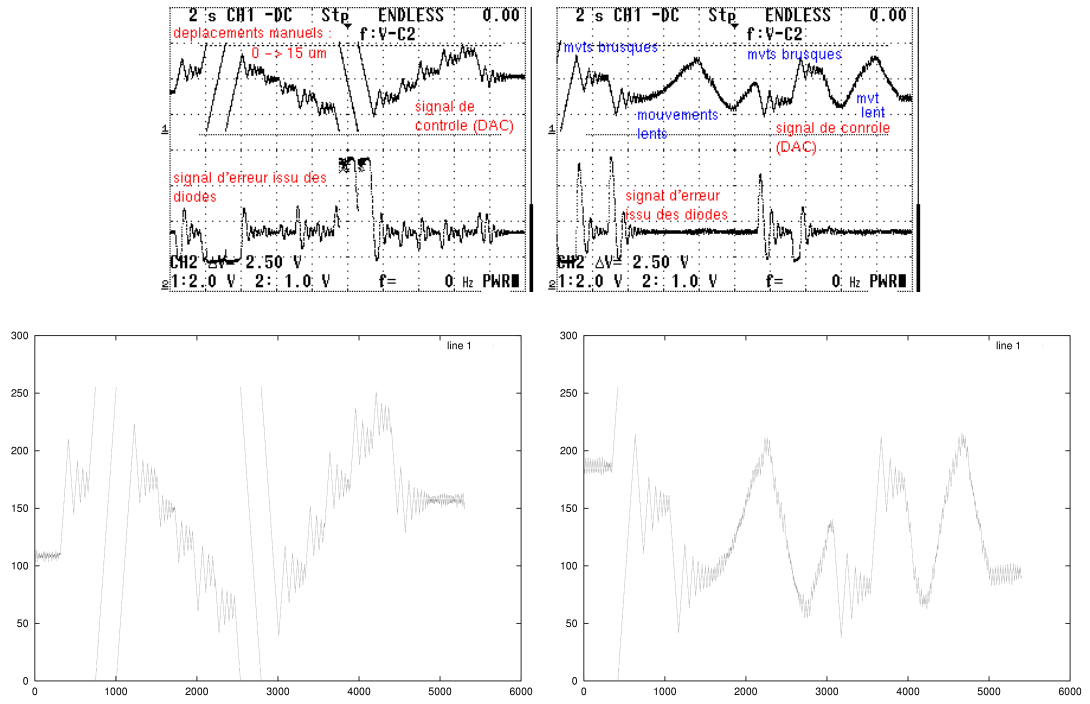 2 s CH1 -DC Stp ENDLESS 0.00
f:V-C2
deplacements manuels :
0 -> 15 um
signal de
controle (DAC)
signal d'erreur issu des
diodes
1
CH2 ΔV= 2.50 V
2 1:2.0 V 2: 1.0 V f= 0 Hz PWR
2 s CH1 -DC Stp ENDLESS 0.00
f:V-C2
mvts brusques
mvts brusques
mvt
lent
mouvements
lents
signal de conrole
(DAC)
signal d'erreur
issu des diodes
1
CH2 ΔV= 2.50 V
2 1:2.0 V 2: 1.0 V f= 0 Hz PWR
line 1
300
250
200
150
100
50
0
0 1000 2000 3000 4000 5000 6000
line 1
300
250
200
150
100
50
0
0 1000 2000 3000 4000 5000 6000